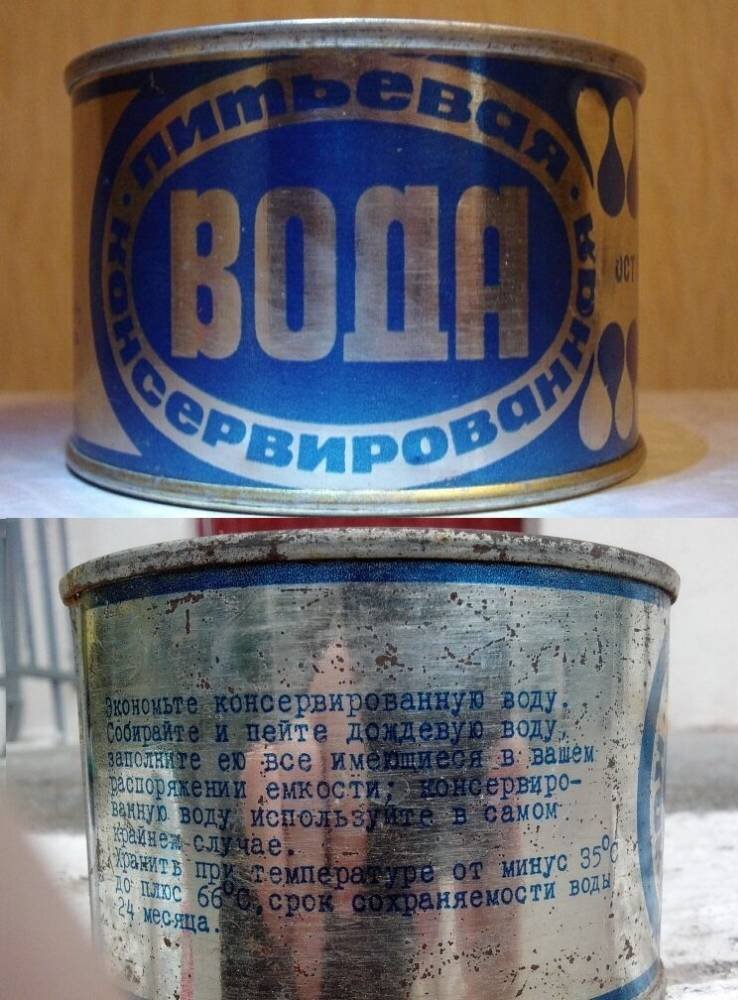 питьевая
ВОДА
консервированная
ОСТ
Экономьте консервированную воду.
Собирайте и пейте дождевую воду,
заполните ею все имеющиеся в вашем
распоряжении емкости; консервиро-
ванную воду используйте в самом
крайнем случае.
Хранить при температуре от минус 35°С
до плюс 66°С, срок сохраняемости воды
24 месяца.